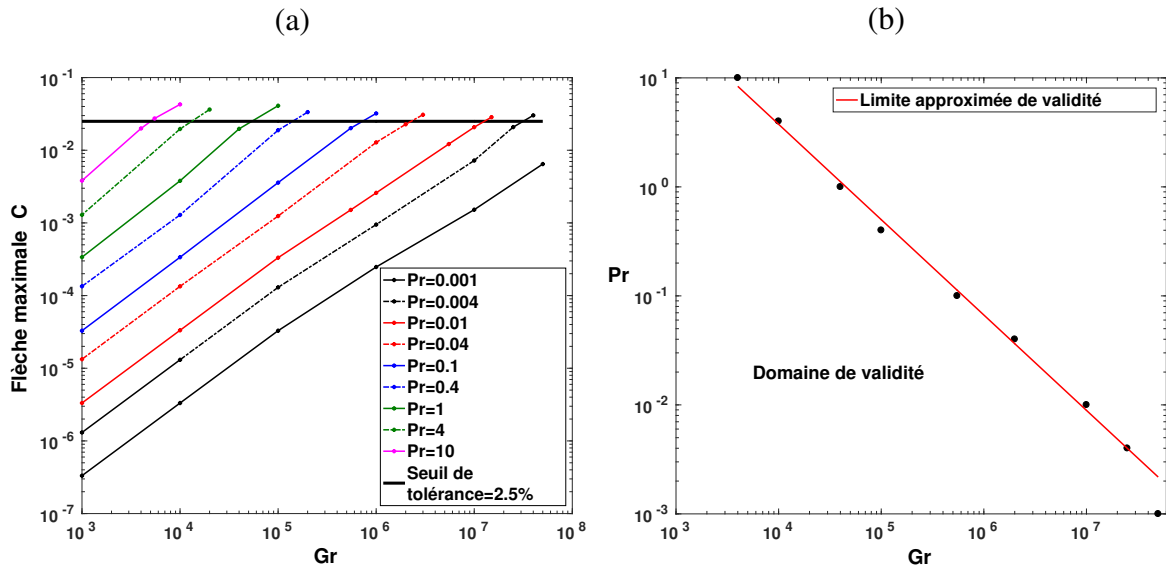 (a)
(b)
Flèche maximale C
10^-1
10^-2
10^-3
10^-4
10^-5
10^-6
10^-7
10^3
10^4
10^5
10^6
10^7
10^8
Gr
Pr=0.001
Pr=0.004
Pr=0.01
Pr=0.04
Pr=0.1
Pr=0.4
Pr=1
Pr=4
Pr=10
Seuil de
tolérance=2.5%
Pr
10^1
10^0
10^-1
10^-2
10^-3
10^3
10^4
10^5
10^6
10^7
Gr
Limite approximée de validité
Domaine de validité